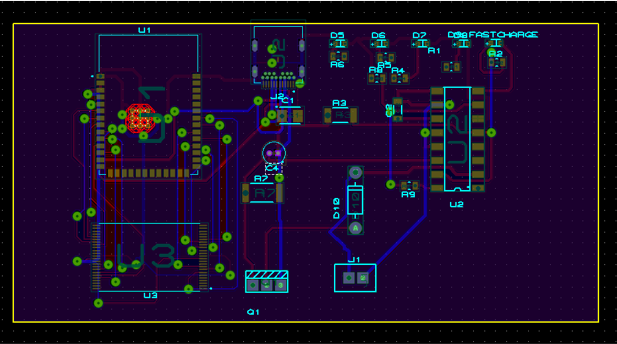 U1
D5
D6
D7
D8
FASTCHARGE
R6
R5
R1
R2
R4
U1
J2
C1
R3
C2
U2
C4
R7
R7
R9
D10
U2
U3
J1
U3
Q1